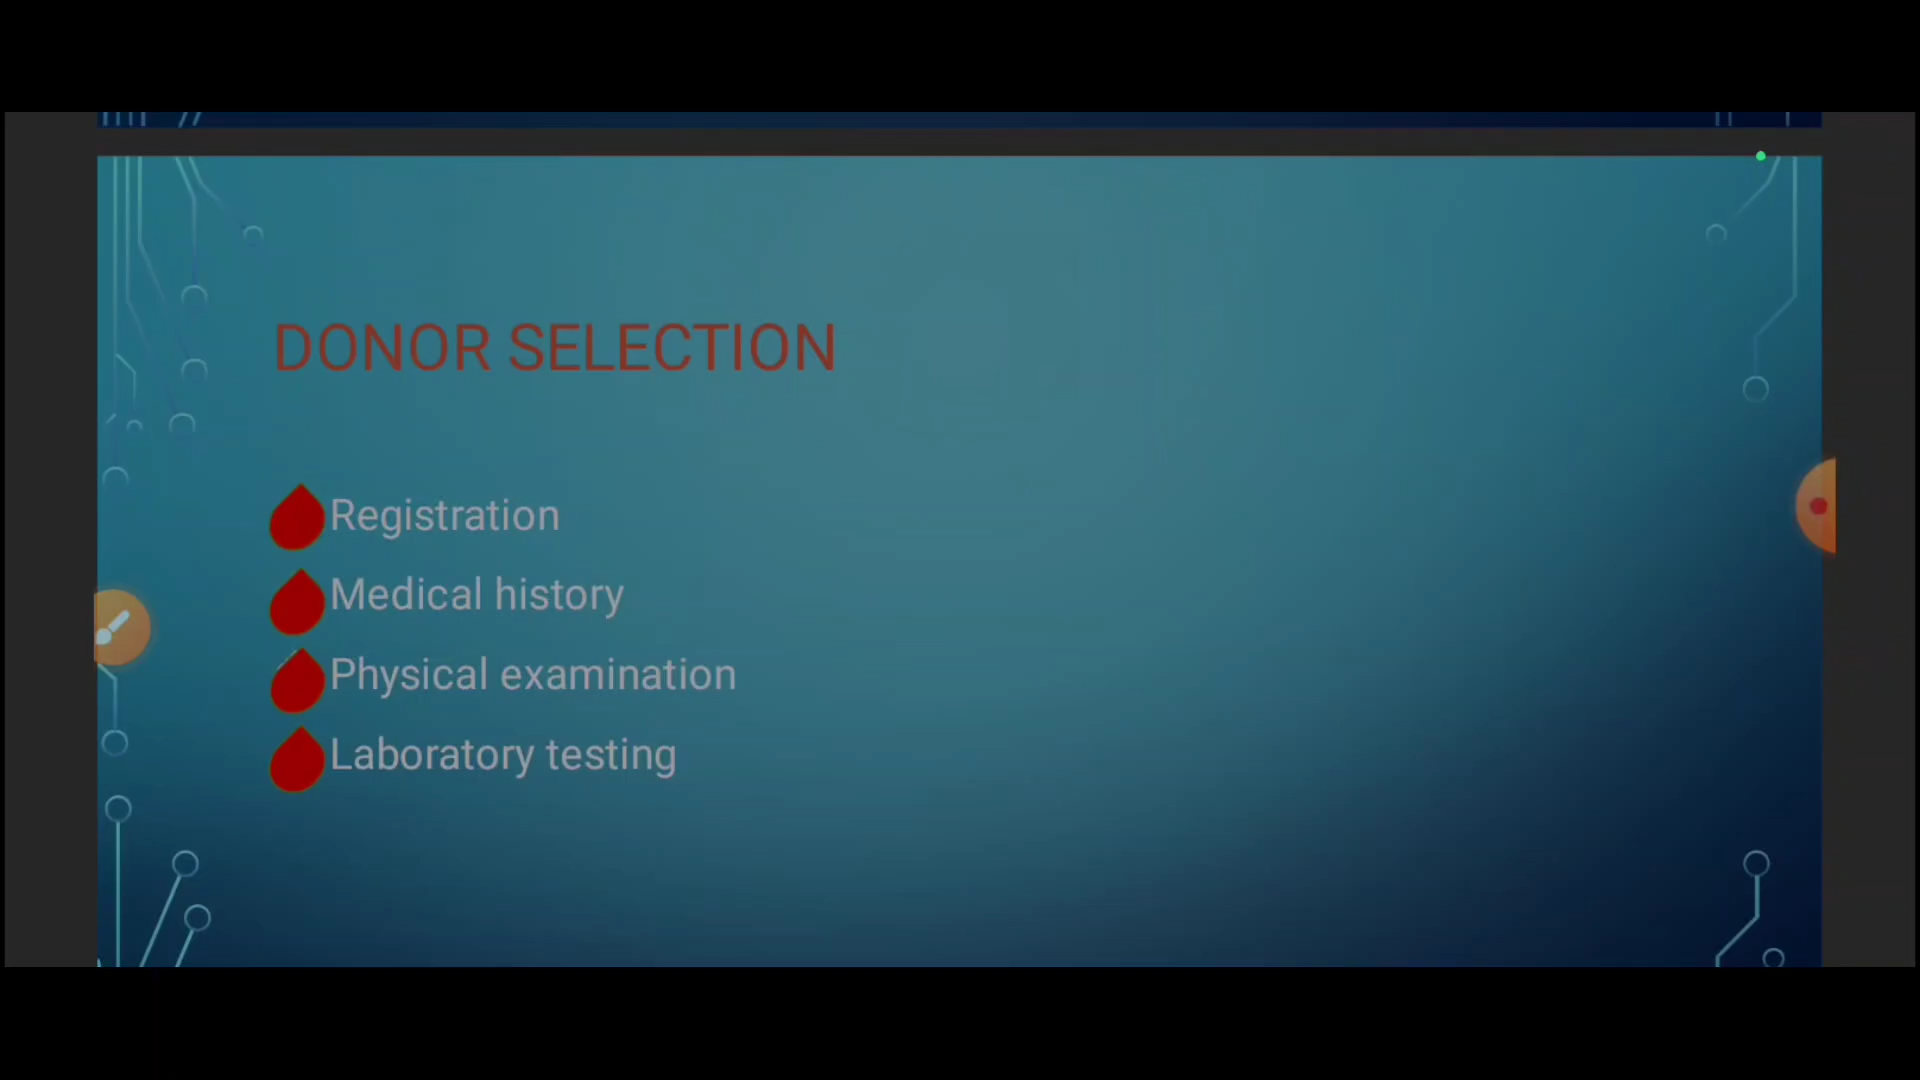 DONOR SELECTION
Registration
Medical history
Physical examination
Laboratory testing